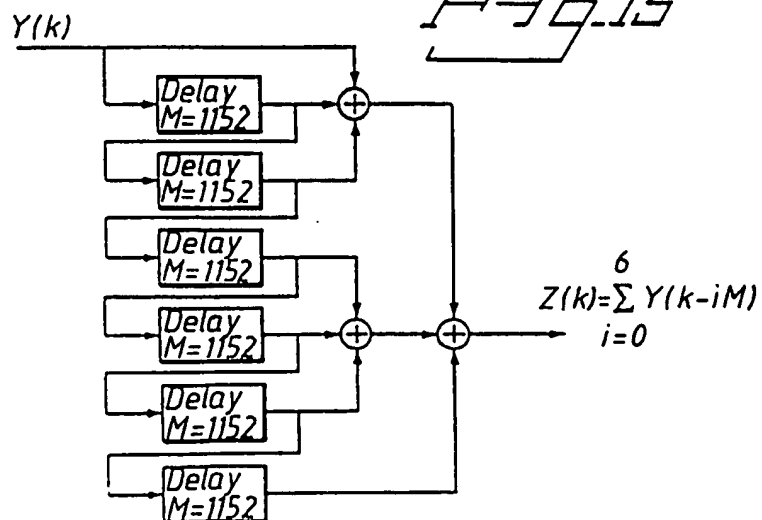 Y(k)
Delay
M=1152
Delay
M=1152
Delay
M=1152
Delay
M=1152
Delay
M=1152
Delay
M=1152
6
Z(k)=Σ Y(k-iM)
i=0